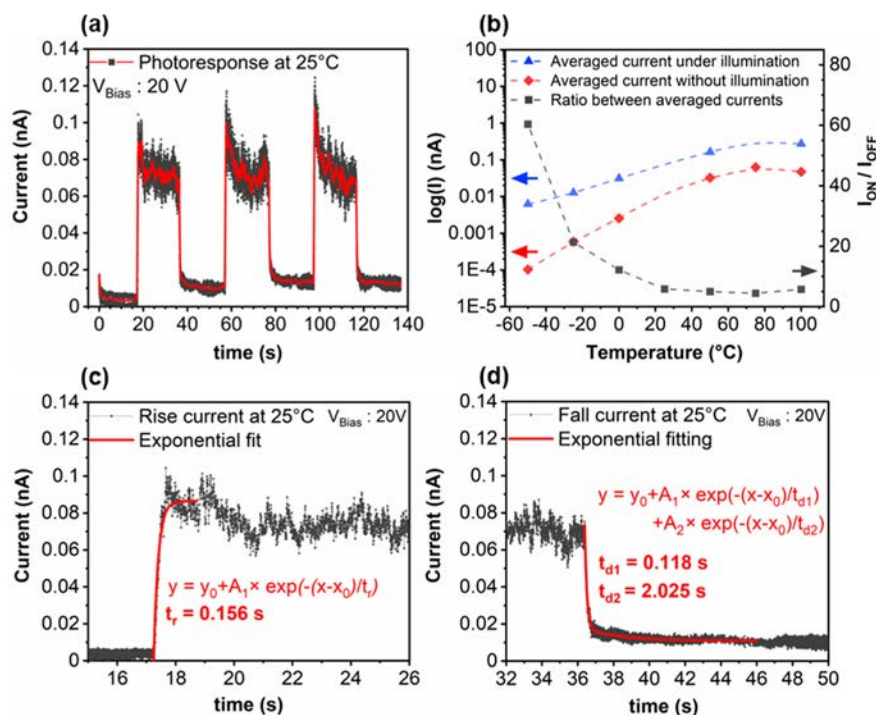 (a)
Photoresponse at 25°C
V_Bias : 20 V
Current (nA)
0.14
0.12
0.1
0.08
0.06
0.04
0.02
0
0 20 40 60 80 100 120 140
time (s)
(b)
Averaged current under illumination
Averaged current without illumination
Ratio between averaged currents
log(I) (nA)
100
10
1
0.1
0.01
0.001
1E-4
1E-5
80
60
40
20
0
I_ON / I_OFF
-60 -40 -20 0 20 40 60 80 100
Temperature (°C)
(c)
Rise current at 25°C V_Bias : 20V
Exponential fit
Current (nA)
0.14
0.12
0.1
0.08
0.06
0.04
0.02
0
y = y₀+A₁× exp(-(x-x₀)/t_r)
t_r = 0.156 s
16 18 20 22 24 26
time (s)
(d)
Fall current at 25°C V_Bias : 20V
Exponential fitting
Current (nA)
0.14
0.12
0.1
0.08
0.06
0.04
0.02
0
y = y₀+A₁× exp(-(x-x₀)/t_d1)
+A₂× exp(-(x-x₀)/t_d2)
t_d1 = 0.118 s
t_d2 = 2.025 s
32 34 36 38 40 42 44 46 48 50
time (s)